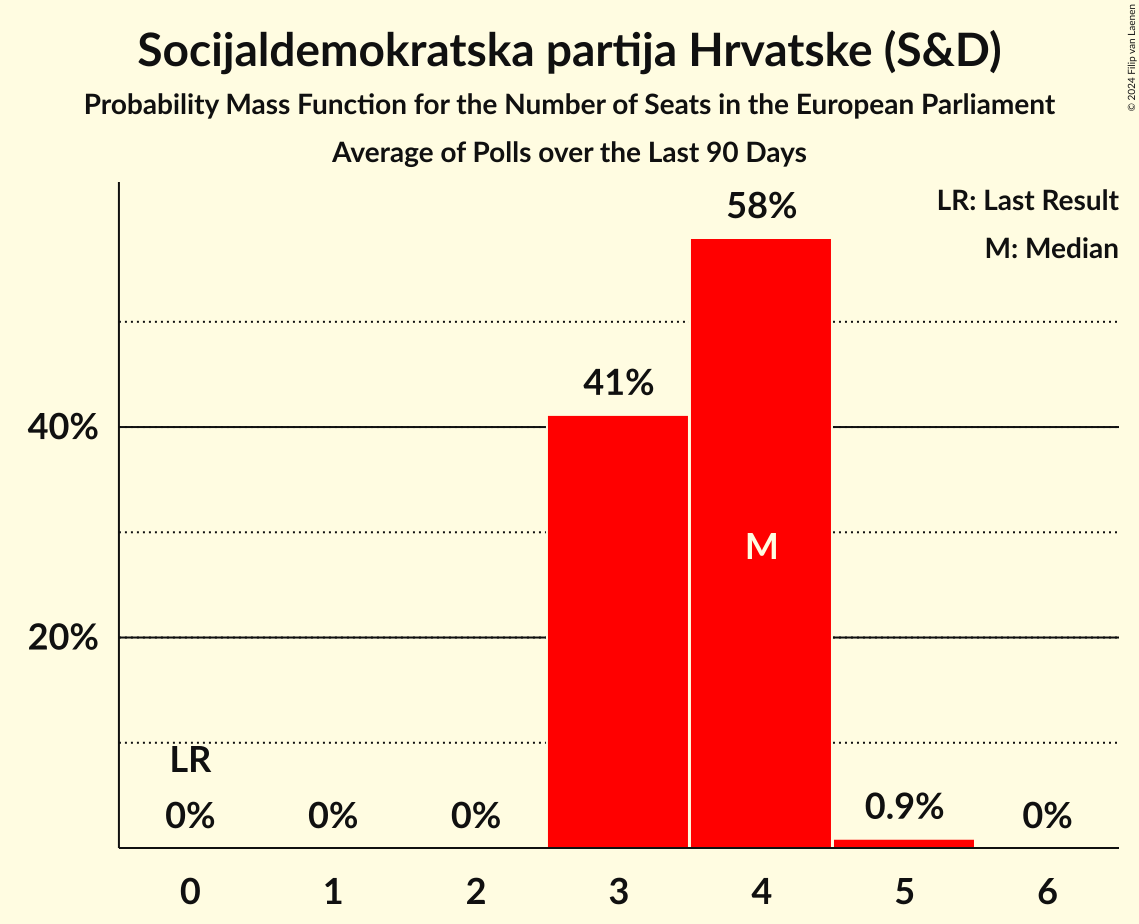 Socijaldemokratska partija Hrvatske (S&D)
Probability Mass Function for the Number of Seats in the European Parliament
Average of Polls over the Last 90 Days
© 2024 Filip van Laenen
LR: Last Result
M: Median
58%
41%
40%
M
20%
LR
0%
0%
0%
0.9%
0%
0
1
2
3
4
5
6